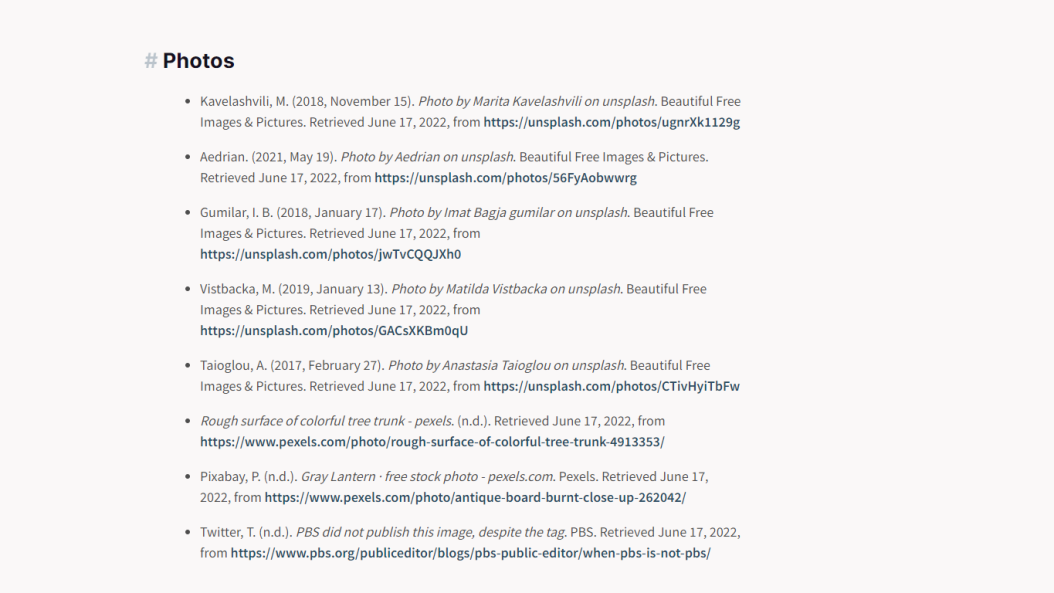 # Photos
Kavelashvili, M. (2018, November 15). Photo by Marita Kavelashvili on unsplash. Beautiful Free
Images & Pictures. Retrieved June 17, 2022, from https://unsplash.com/photos/ugnrXk1129g
Aedrian. (2021, May 19). Photo by Aedrian on unsplash. Beautiful Free Images & Pictures.
Retrieved June 17, 2022, from https://unsplash.com/photos/56FyAobwwrg
Gumilar, I. B. (2018, January 17). Photo by Imat Bagja gumilar on unsplash. Beautiful Free
Images & Pictures. Retrieved June 17, 2022, from
https://unsplash.com/photos/jwTvCQQJXh0
Vistbacka, M. (2019, January 13). Photo by Matilda Vistbacka on unsplash. Beautiful Free
Images & Pictures. Retrieved June 17, 2022, from
https://unsplash.com/photos/GACsXKBm0qU
Taioglou, A. (2017, February 27). Photo by Anastasia Taioglou on unsplash. Beautiful Free
Images & Pictures. Retrieved June 17, 2022, from https://unsplash.com/photos/CTivHyiTbFw
Rough surface of colorful tree trunk - pexels. (n.d.). Retrieved June 17, 2022, from
https://www.pexels.com/photo/rough-surface-of-colorful-tree-trunk-4913353/
Pixabay, P. (n.d.). Gray Lantern · free stock photo - pexels.com. Pexels. Retrieved June 17,
2022, from https://www.pexels.com/photo/antique-board-burnt-close-up-262042/
Twitter, T. (n.d.). PBS did not publish this image, despite the tag. PBS. Retrieved June 17, 2022,
from https://www.pbs.org/publiceditor/blogs/pbs-public-editor/when-pbs-is-not-pbs/